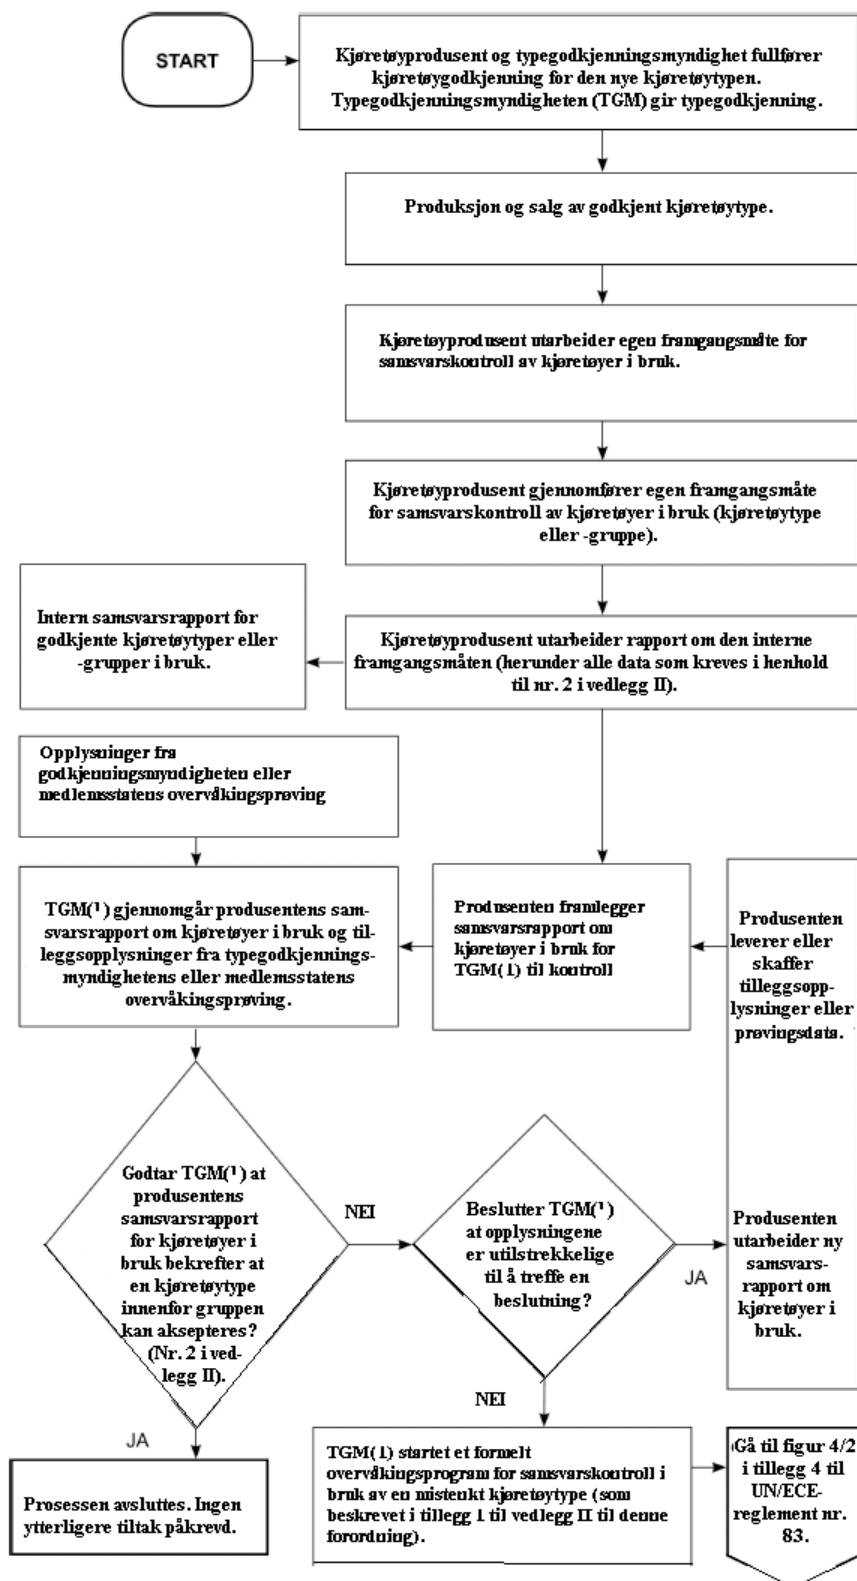 START
Kjøretøyprodusent og typegodkjenningsmyndighet fullfører
kjøretøygodkjenning for den nye kjøretøytypen.
Typegodkjenningsmyndigheten (TGM) gir typegodkjenning.
Produksjon og salg av godkjent kjøretøytype.
Kjøretøyprodusent utarbeider egen framgangsmåte for
samsvarskontroll av kjøretøyer i bruk.
Kjøretøyprodusent gjennomfører egen framgangsmåte
for samsvarskontroll av kjøretøyer i bruk (kjøretøytype
eller -gruppe).
Intern samsvarsrapport for
godkjente kjøretøytyper eller
-grupper i bruk.
Kjøretøyprodusent utarbeider rapport om den interne
framgangsmåten (herunder alle data som kreves i henhold
til nr. 2 i vedlegg II).
Opplysninger fra
godkjenningsmyndigheten eller
medlemsstatens overvåkingsprøving
TGM(¹) gjennomgår produsentens sam-
svarsrapport om kjøretøyer i bruk og til-
leggsopplysninger fra typegodkjennings-
myndighetens eller medlemsstatens
overvåkingsprøving.
Produsenten framlegger
samsvarsrapport om
kjøretøyer i bruk for
TGM(1) til kontroll
Produsenten
leverer eller
skaffer
tilleggsopp-
lysninger eller
prøvingsdata.
Godtar TGM(¹) at
produsentens
samsvarsrapport
for kjøretøyer i
bruk bekrefter at
en kjøretøytype
innenfor gruppen
kan aksepteres?
(Nr. 2 i ved-
legg II).
NEI
Beslutter TGM(¹)
at opplysningene
er utilstrekkelige
til å treffe en
beslutning?
JA
Produsenten
utarbeider ny
samsvars-
rapport om
kjøretøyer i
bruk.
JA
NEI
Prosessen avsluttes. Ingen
ytterligere tiltak påkrevd.
TGM(1) startet et formelt
overvåkingsprogram for samsvarskontroll i
bruk av en mistenkt kjøretøytype (som
beskrevet i tillegg 1 til vedlegg II til denne
forordning).
Gå til figur 4/2
i tillegg 4 til
UN/ECE-
reglement nr.
83.